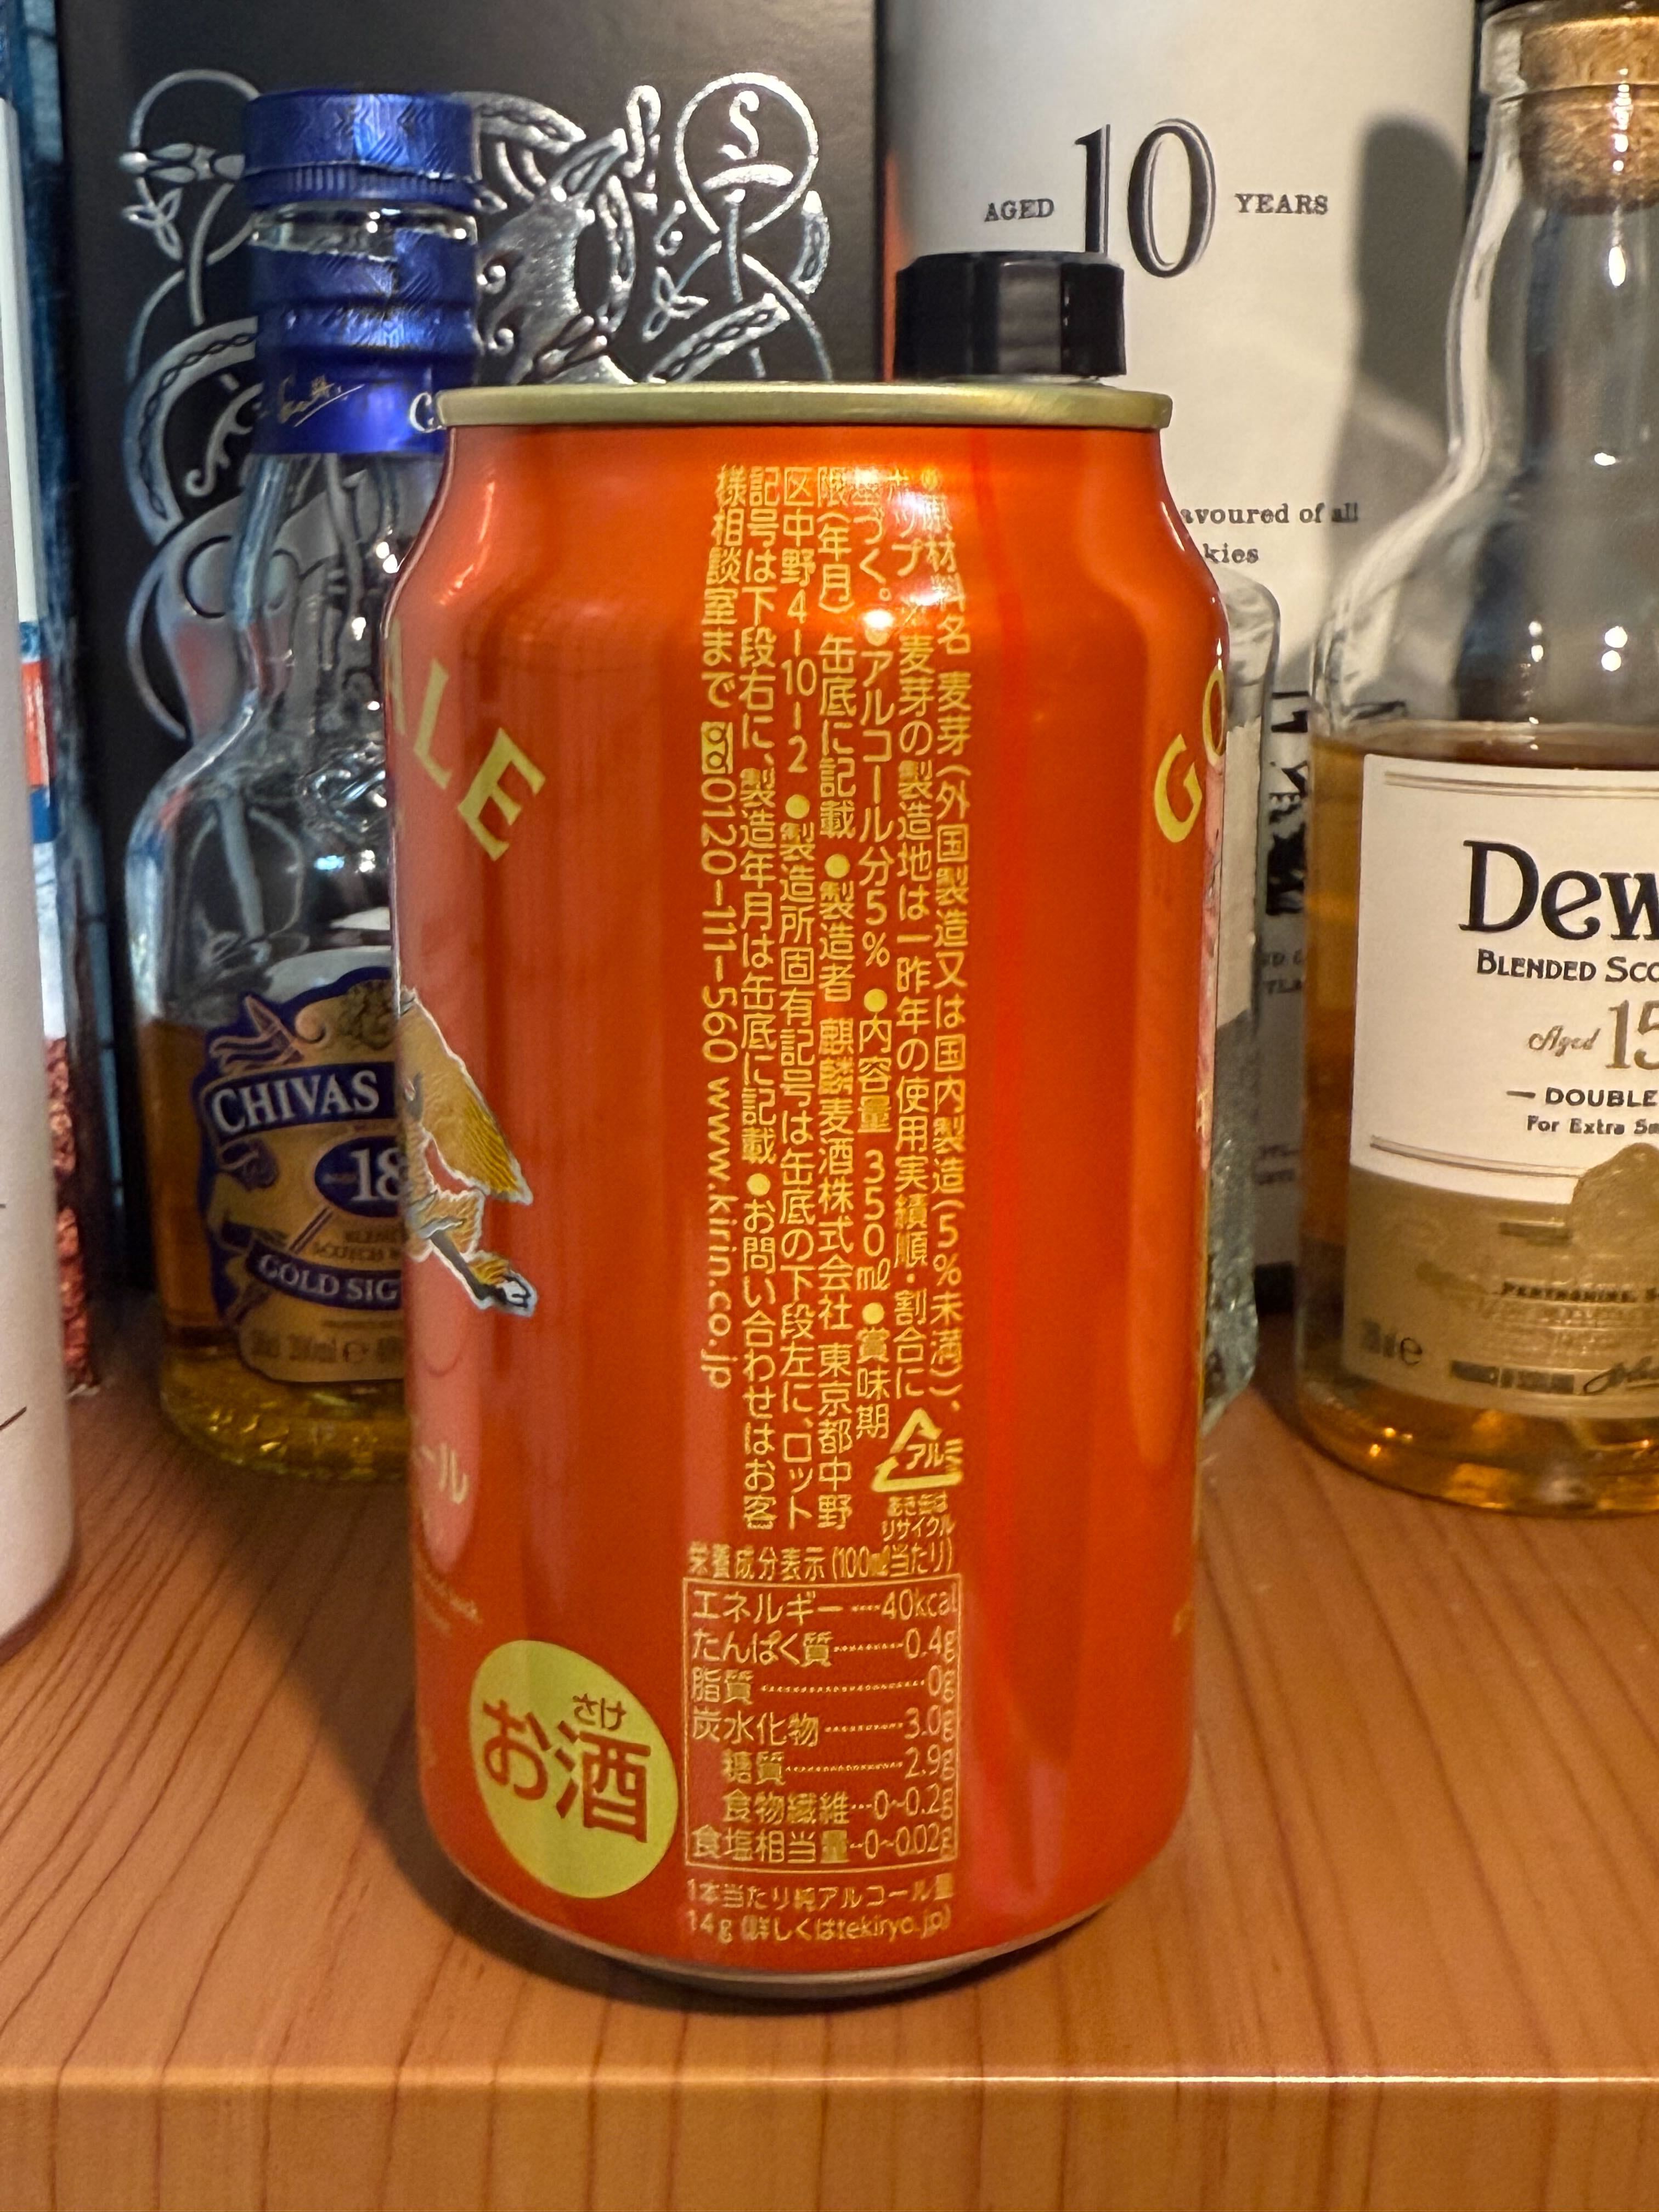 S
AGED 10 YEARS
avoured of all
kies
ALE
GO
●原材料名 麦芽(外国製造又は国内製造(5%未満))、
ホップ ※麦芽の製造地は一昨年の使用実績順・割合に
基づく。●アルコール分5% ●内容量 350ml ●賞味期
限(年月) 缶底に記載 ●製造者 麒麟麦酒株式会社 東京都中野
区中野4-10-2 ●製造所固有記号は缶底の下段左に、ロット
記号は下段右に、製造年月は缶底に記載 ●お問い合わせはお客
様相談室まで 0120-111-560 www.kirin.co.jp
アルミ
あき缶は
リサイクル
栄養成分表示(100ml当たり)
エネルギー····40kcal
たんぱく質·········0.4g
脂質·········0g
炭水化物·········3.0g
糖質·········2.9g
食物繊維···0~0.2g
食塩相当量··0~0.02g
1本当たり純アルコール量
14g(詳しくはtekiryo.jp)
さけ
お酒
ール
CHIVAS
18
GOLD SIG
Dew
BLENDED SCO
Aged 15
DOUBLE
For Extra Sm